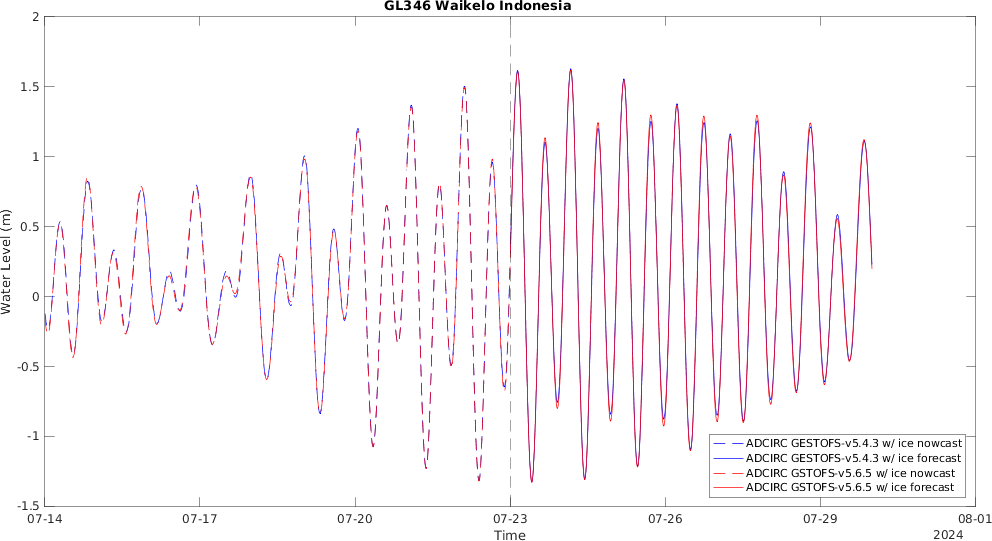 GL346 Waikelo Indonesia
2
1.5
1
0.5
0
-0.5
-1
-1.5
Water Level (m)
07-14 07-17 07-20 07-23 07-26 07-29 08-01
Time
2024
ADCIRC GESTOFS-v5.4.3 w/ ice nowcast
ADCIRC GESTOFS-v5.4.3 w/ ice forecast
ADCIRC GSTOFS-v5.6.5 w/ ice nowcast
ADCIRC GSTOFS-v5.6.5 w/ ice forecast